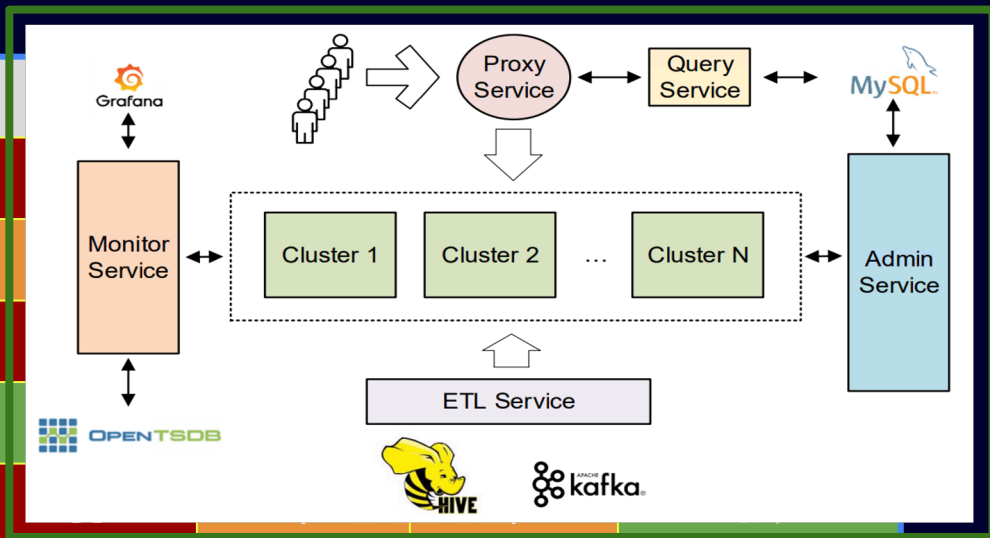 Grafana
Proxy
Service
Query
Service
MySQL
Monitor
Service
Cluster 1
Cluster 2
...
Cluster N
Admin
Service
ETL Service
OPENTSDB
HIVE
APACHE
kafka